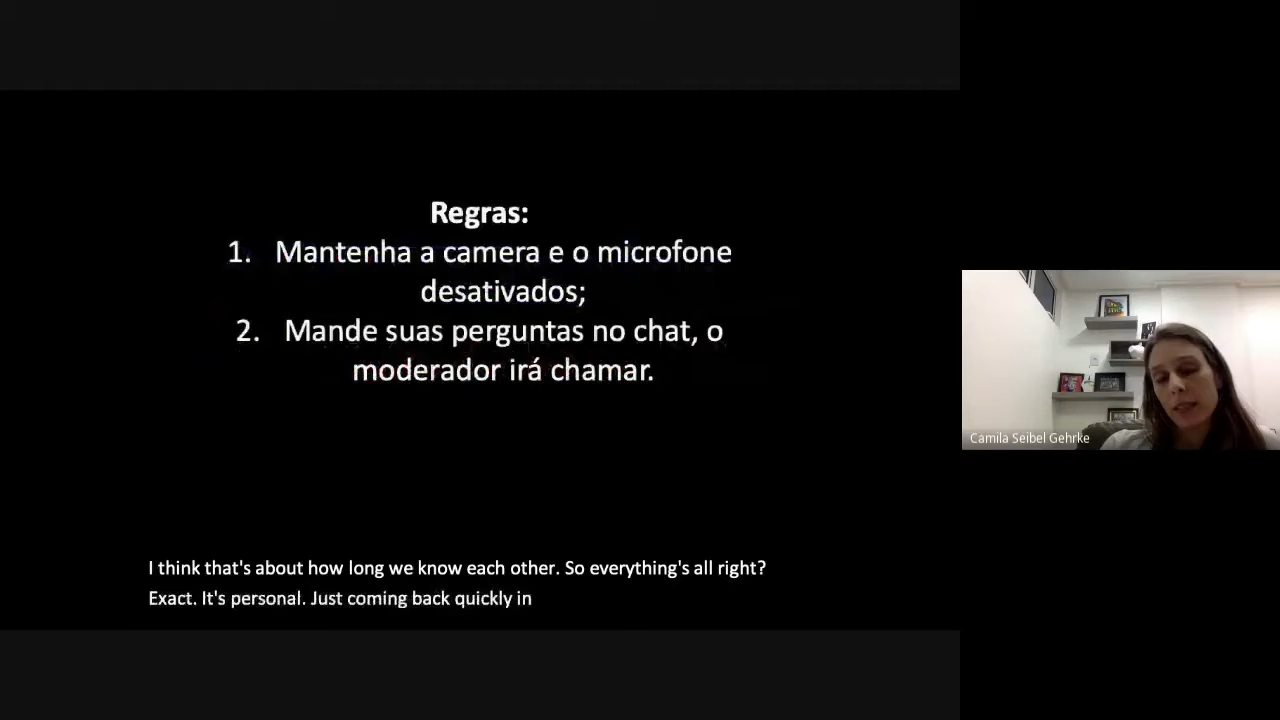 Regras:
1. Mantenha a camera e o microfone
desativados;
2. Mande suas perguntas no chat, o
moderador irá chamar.
Camila Seibel Gehrke
I think that's about how long we know each other. So everything's all right?
Exact. It's personal. Just coming back quickly in